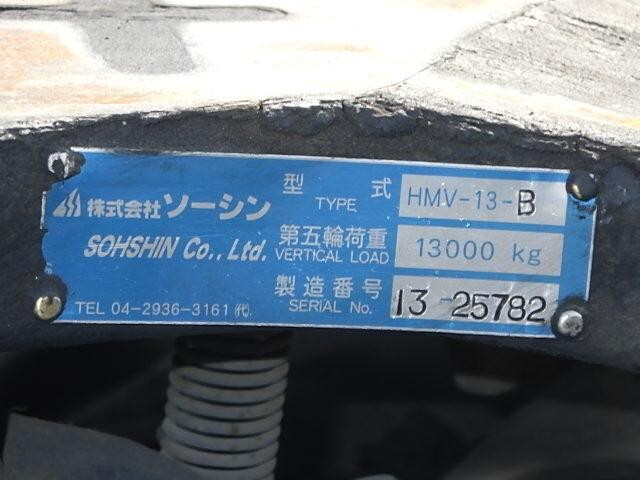 型式 HMV-13-B
TYPE
株式会社ソーシン
第五輪荷重 13000 kg
SOHSHIN Co., Ltd. VERTICAL LOAD
製造番号 13-25782
TEL 04-2936-3161 ㈹ SERIAL No.